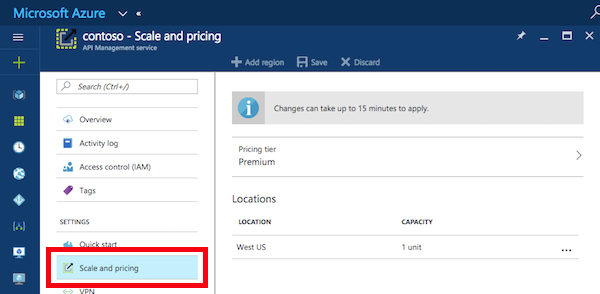 Microsoft Azure
contoso - Scale and pricing
API Management service
Add region
Save
Discard
Search (Ctrl+/)
Overview
Activity log
Access control (IAM)
Tags
SETTINGS
Quick start
Scale and pricing
VPN
Changes can take up to 15 minutes to apply.
Pricing tier
Premium
Locations
LOCATION CAPACITY
West US 1 unit ...